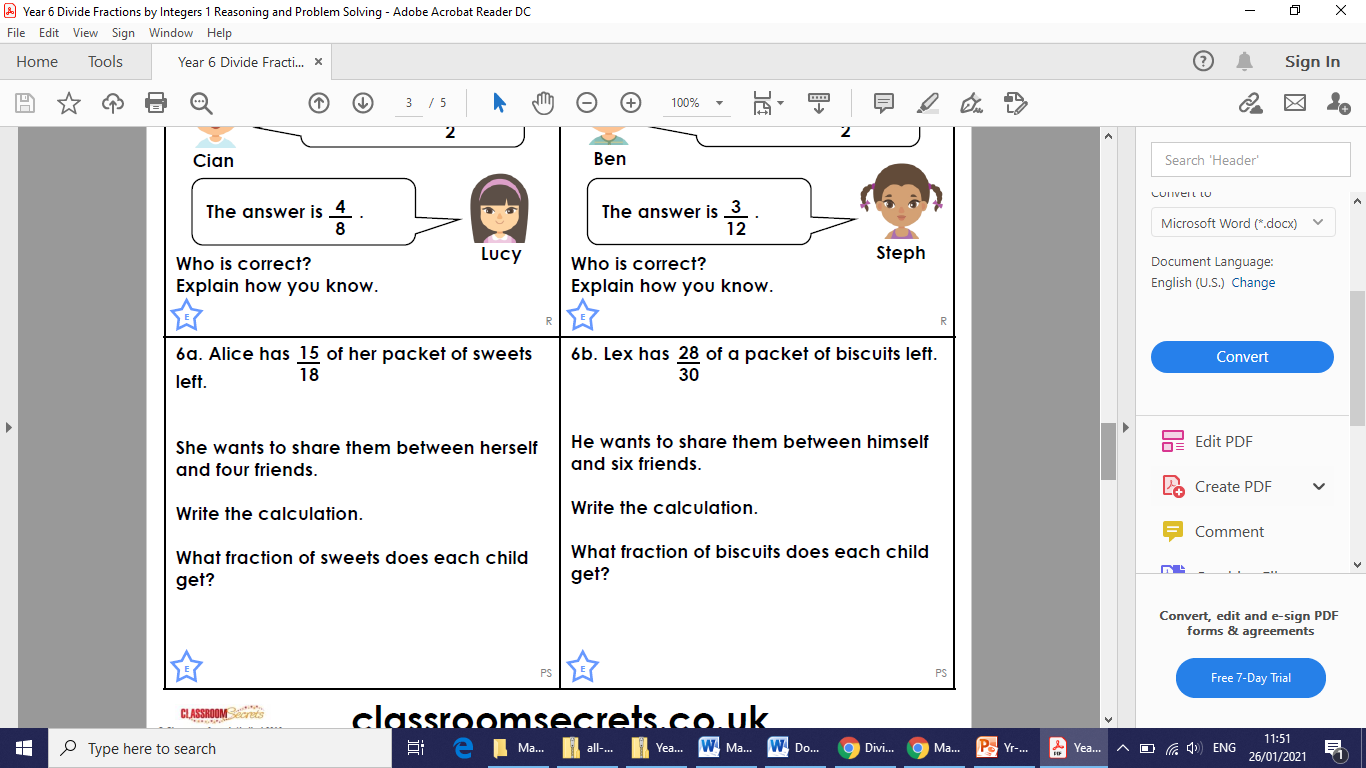 Year 6 Divide Fractions by Integers 1 Reasoning and Problem Solving - Adobe Acrobat Reader DC
File Edit View Sign Window Help
Home Tools Year 6 Divide Fracti... × Sign In
3 / 5 100%
2
Cian
The answer is 4/8 .
Lucy
Who is correct?
Explain how you know.
E
R
2
Ben
The answer is 3/12 .
Steph
Who is correct?
Explain how you know.
E
R
6a. Alice has 15/18 of her packet of sweets
left.
She wants to share them between herself
and four friends.
Write the calculation.
What fraction of sweets does each child
get?
E
PS
6b. Lex has 28/30 of a packet of biscuits left.
He wants to share them between himself
and six friends.
Write the calculation.
What fraction of biscuits does each child
get?
E
PS
CLASSROOM Secrets
classroomsecrets.co.uk
Search 'Header'
Convert to
Microsoft Word (*.docx)
Document Language:
English (U.S.) Change
Convert
Edit PDF
Create PDF
Comment
Convert, edit and e-sign PDF
forms & agreements
Free 7-Day Trial
Type here to search
Ma...
all-...
Yea...
Ma...
Do...
Divi...
Ma...
Yr-...
Yea...
ENG
11:51
26/01/2021
1